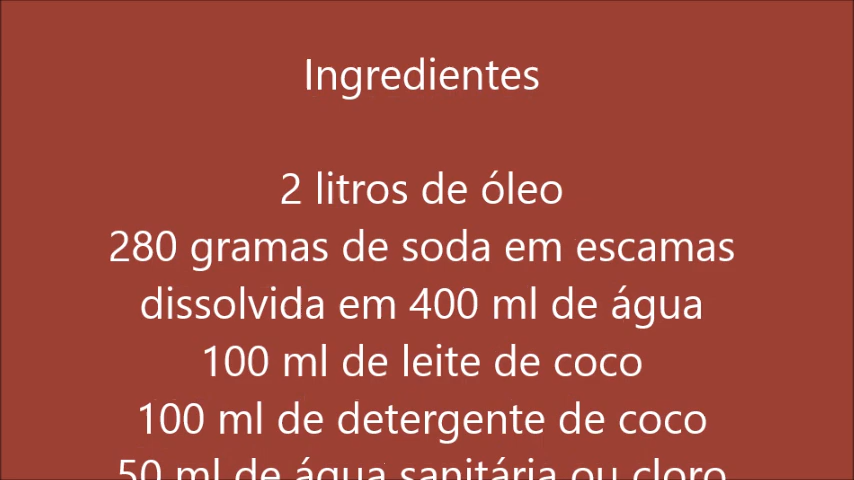 Ingredientes
2 litros de óleo
280 gramas de soda em escamas
dissolvida em 400 ml de água
100 ml de leite de coco
100 ml de detergente de coco
50 ml de água sanitária ou cloro